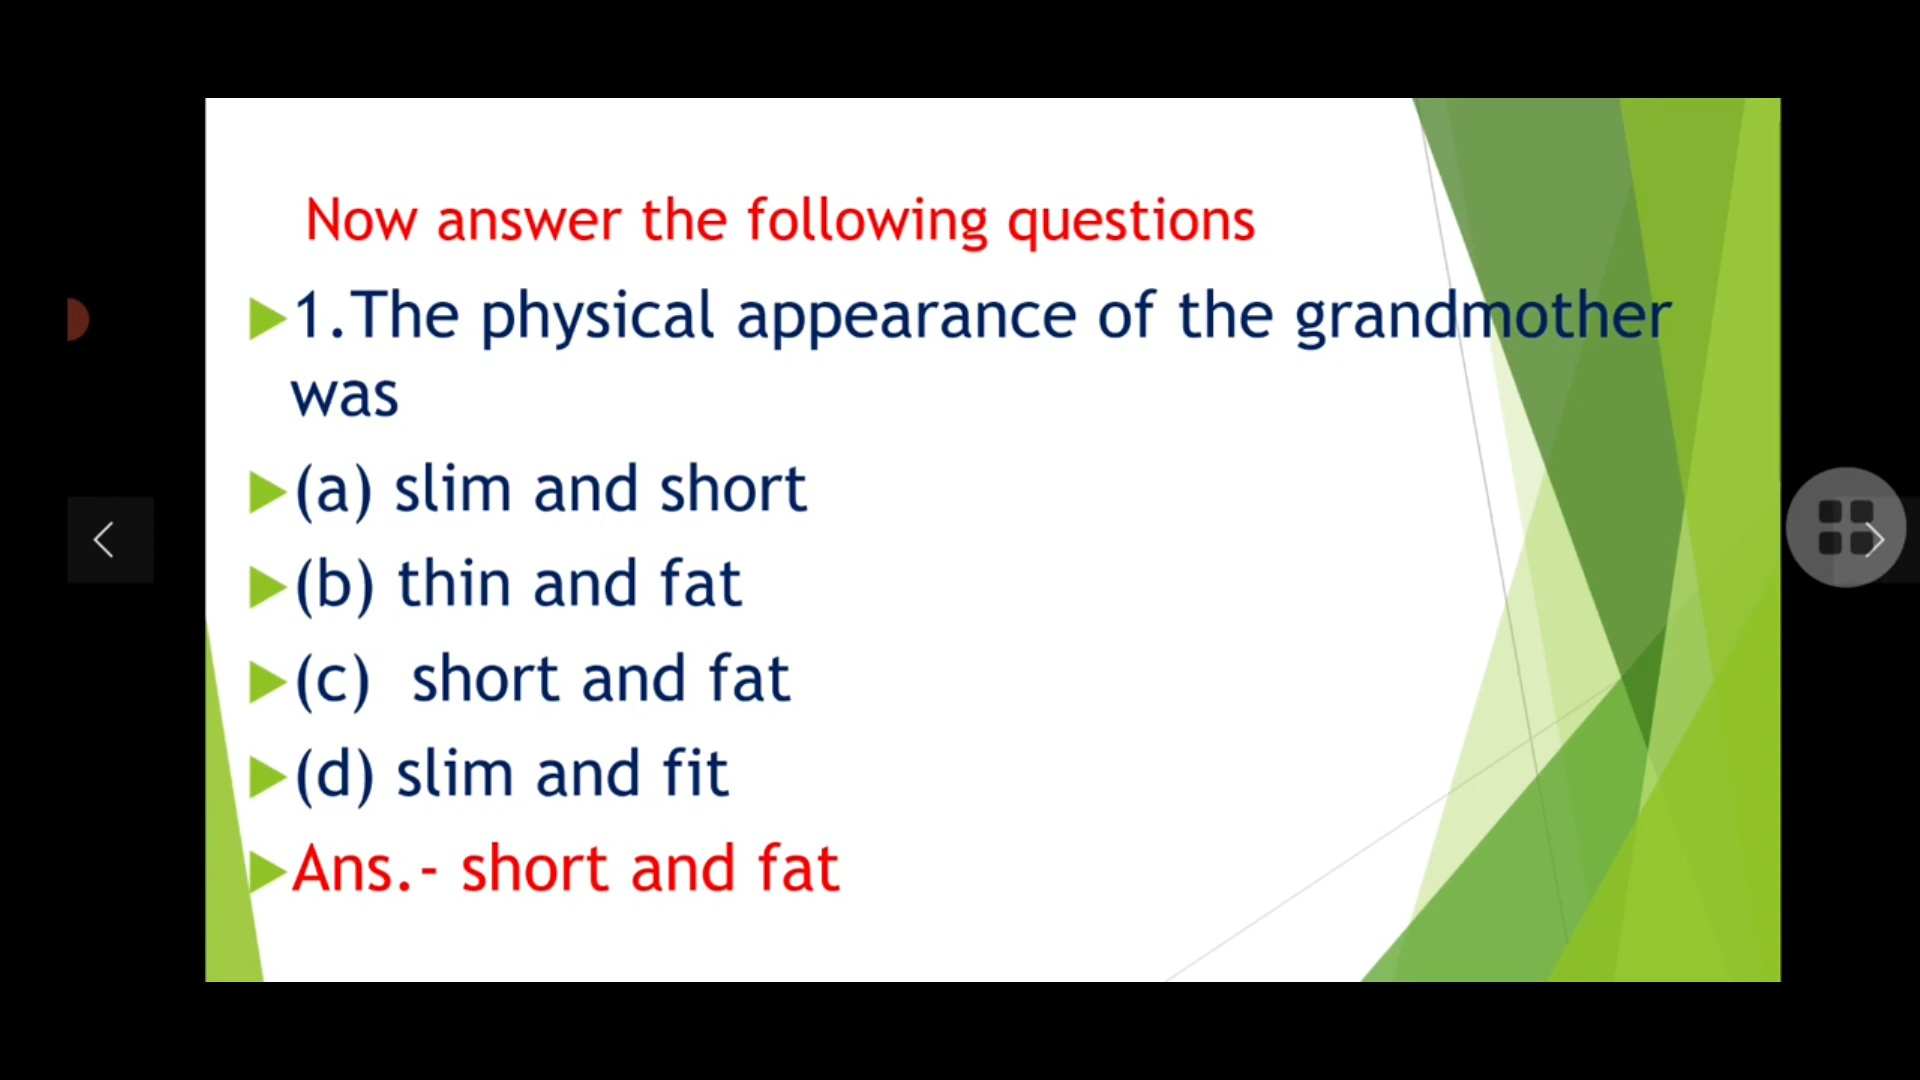 Now answer the following questions
1.The physical appearance of the grandmother
was
(a) slim and short
(b) thin and fat
(c) short and fat
(d) slim and fit
Ans.- short and fat